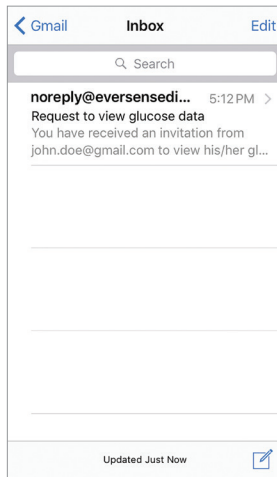 Gmail Inbox Edit
Search
noreply@eversensedi... 5:12 PM
Request to view glucose data
You have received an invitation from
john.doe@gmail.com to view his/her gl...
Updated Just Now